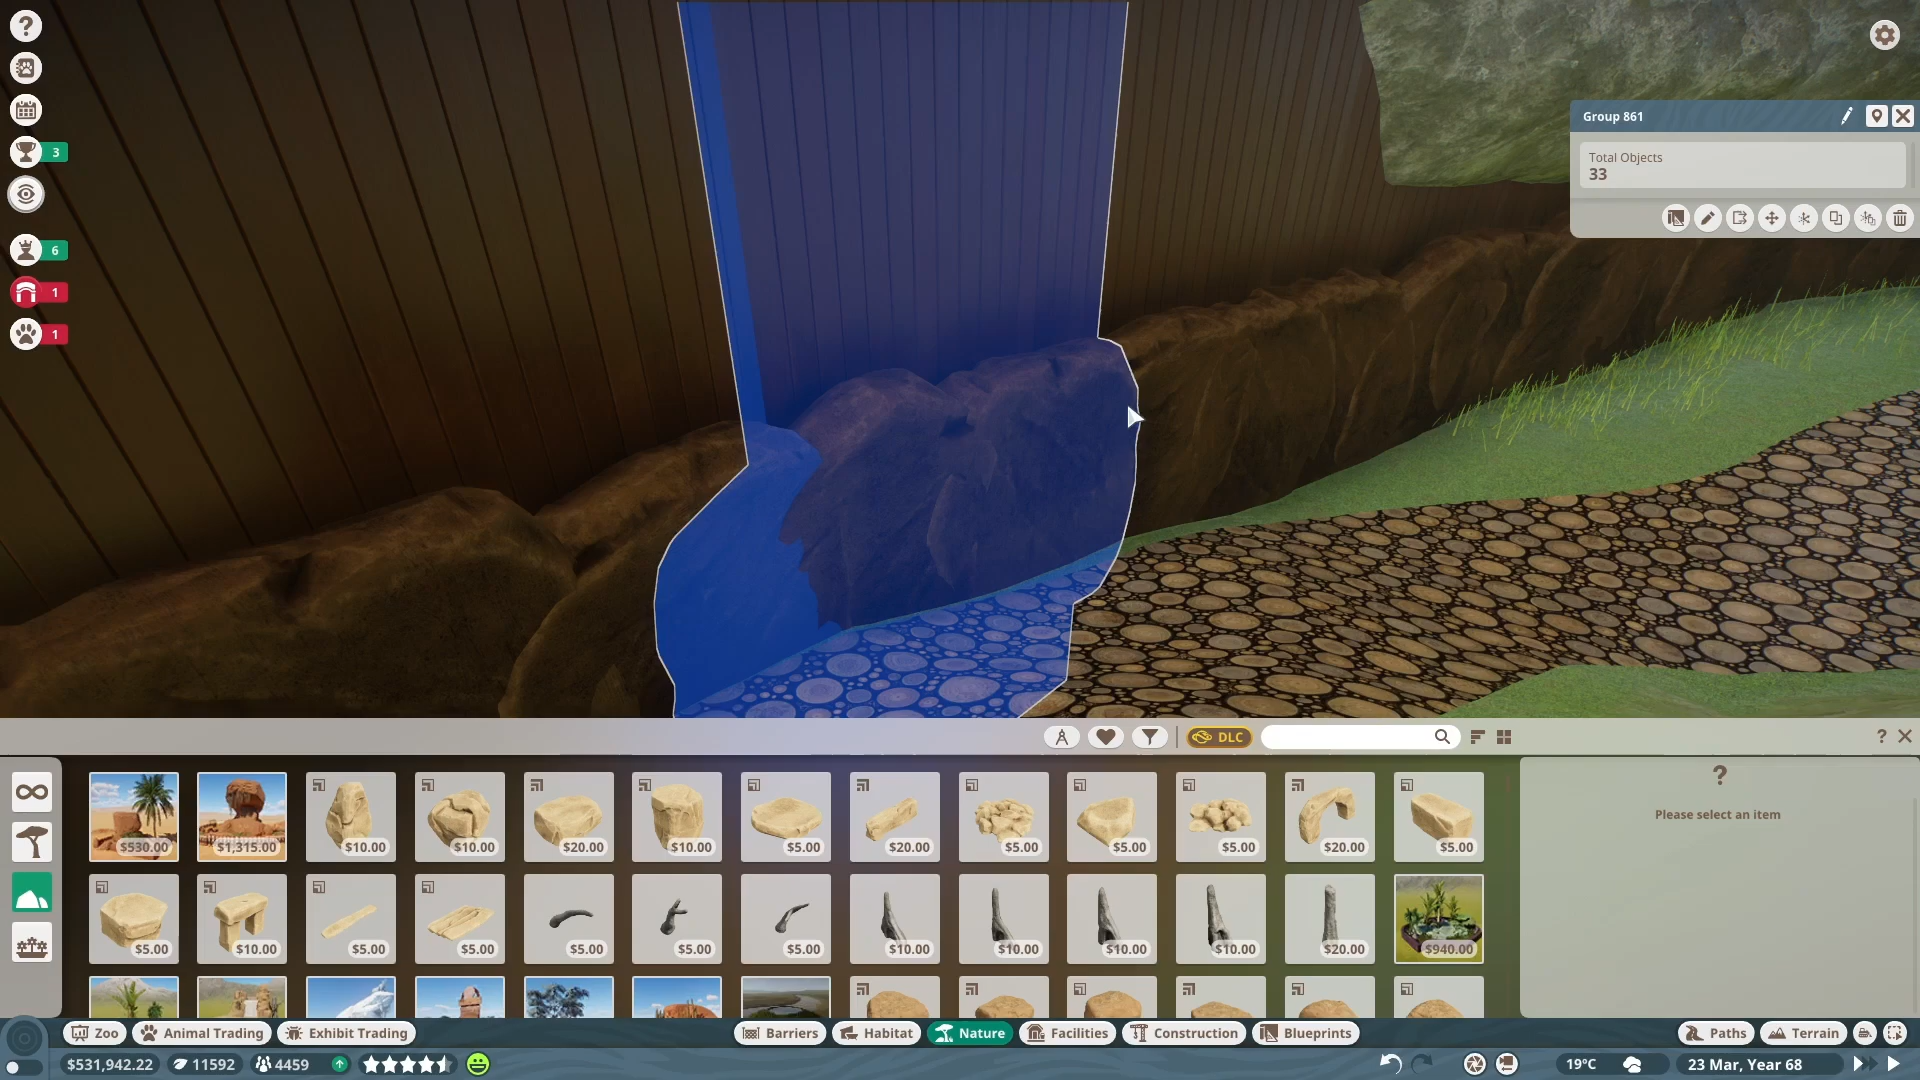 ?
3
6
1
1
Group 861
Total Objects
33
DLC
?
$530.00
$1,315.00
$10.00
$10.00
$20.00
$10.00
$5.00
$20.00
$5.00
$5.00
$5.00
$20.00
$5.00
?
Please select an item
$5.00
$10.00
$5.00
$5.00
$5.00
$5.00
$5.00
$10.00
$10.00
$10.00
$10.00
$20.00
$940.00
Zoo
Animal Trading
Exhibit Trading
Barriers
Habitat
Nature
Facilities
Construction
Blueprints
Paths
Terrain
$531,942.22
11592
4459
19°C
23 Mar, Year 68